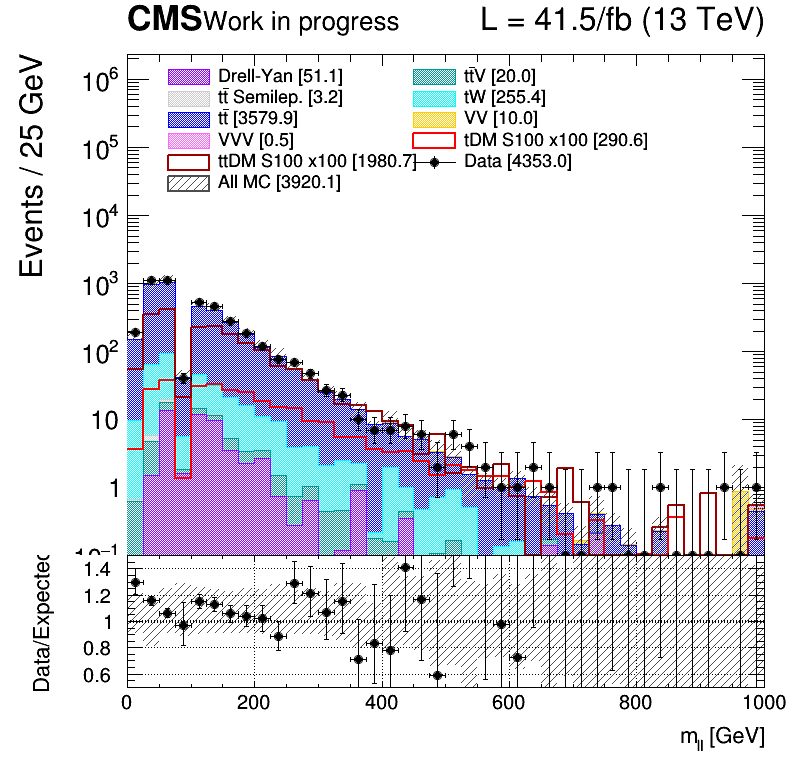 CMS Work in progress L = 41.5/fb (13 TeV)
Events / 25 GeV
Drell-Yan [51.1] tt̄V [20.0]
tt̄ Semilep. [3.2] tW [255.4]
tt̄ [3579.9] VV [10.0]
VVV [0.5] tDM S100 x100 [290.6]
ttDM S100 x100 [1980.7] Data [4353.0]
All MC [3920.1]
10⁶
10⁵
10⁴
10³
10²
10
1
10⁻¹
Data/Expected
1.4
1.2
1
0.8
0.6
0 200 400 600 800 1000
m_ll [GeV]